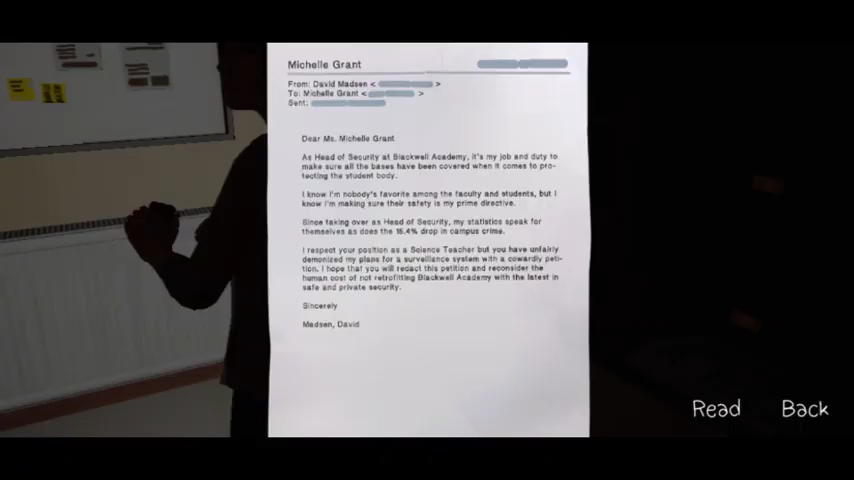 Michelle Grant
From: David Madsen < >
To: Michelle Grant < >
Sent:
Dear Ms. Michelle Grant
As Head of Security at Blackwell Academy, it's my job and duty to
make sure all the bases have been covered when it comes to pro-
tecting the student body.
I know I'm nobody's favorite among the faculty and students, but I
know I'm making sure their safety is my prime directive.
Since taking over as Head of Security, my statistics speak for
themselves as does the 15.4% drop in campus crime.
I respect your position as a Science Teacher but you have unfairly
demonized my plans for a surveillance system with a cowardly peti-
tion. I hope that you will redact this petition and reconsider the
human cost of not retrofitting Blackwell Academy with the latest in
safe and private security.
Sincerely
Madsen, David
Read Back